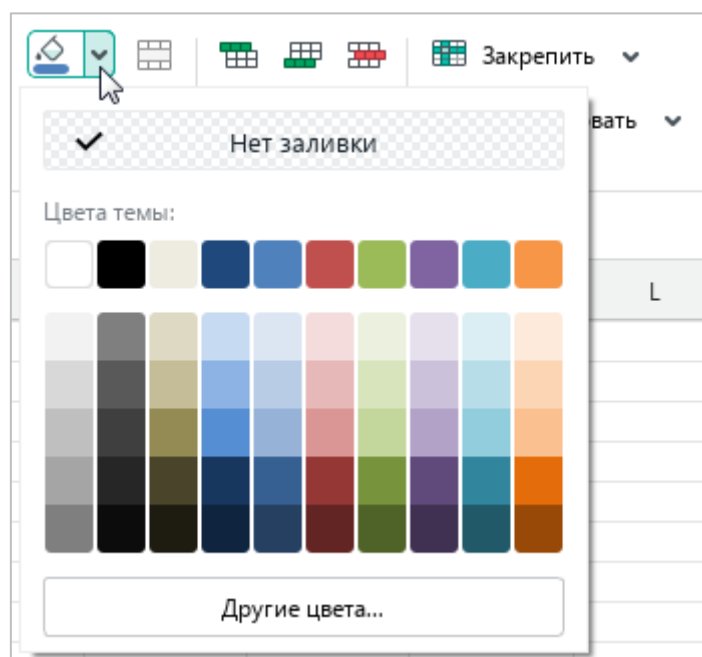 Закрепить
вать
Нет заливки
Цвета темы:
L
Другие цвета...